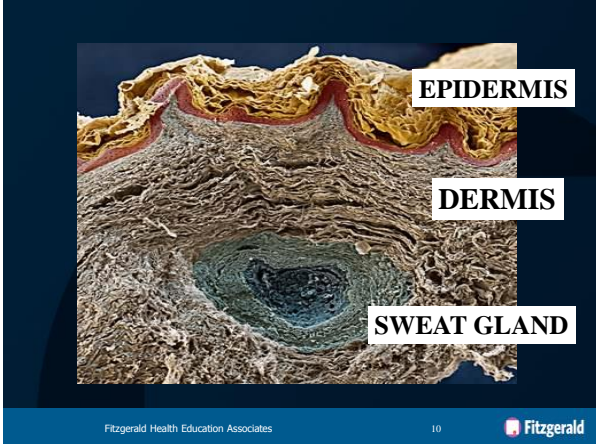 EPIDERMIS
DERMIS
SWEAT GLAND
Fitzgerald Health Education Associates 10 Fitzgerald